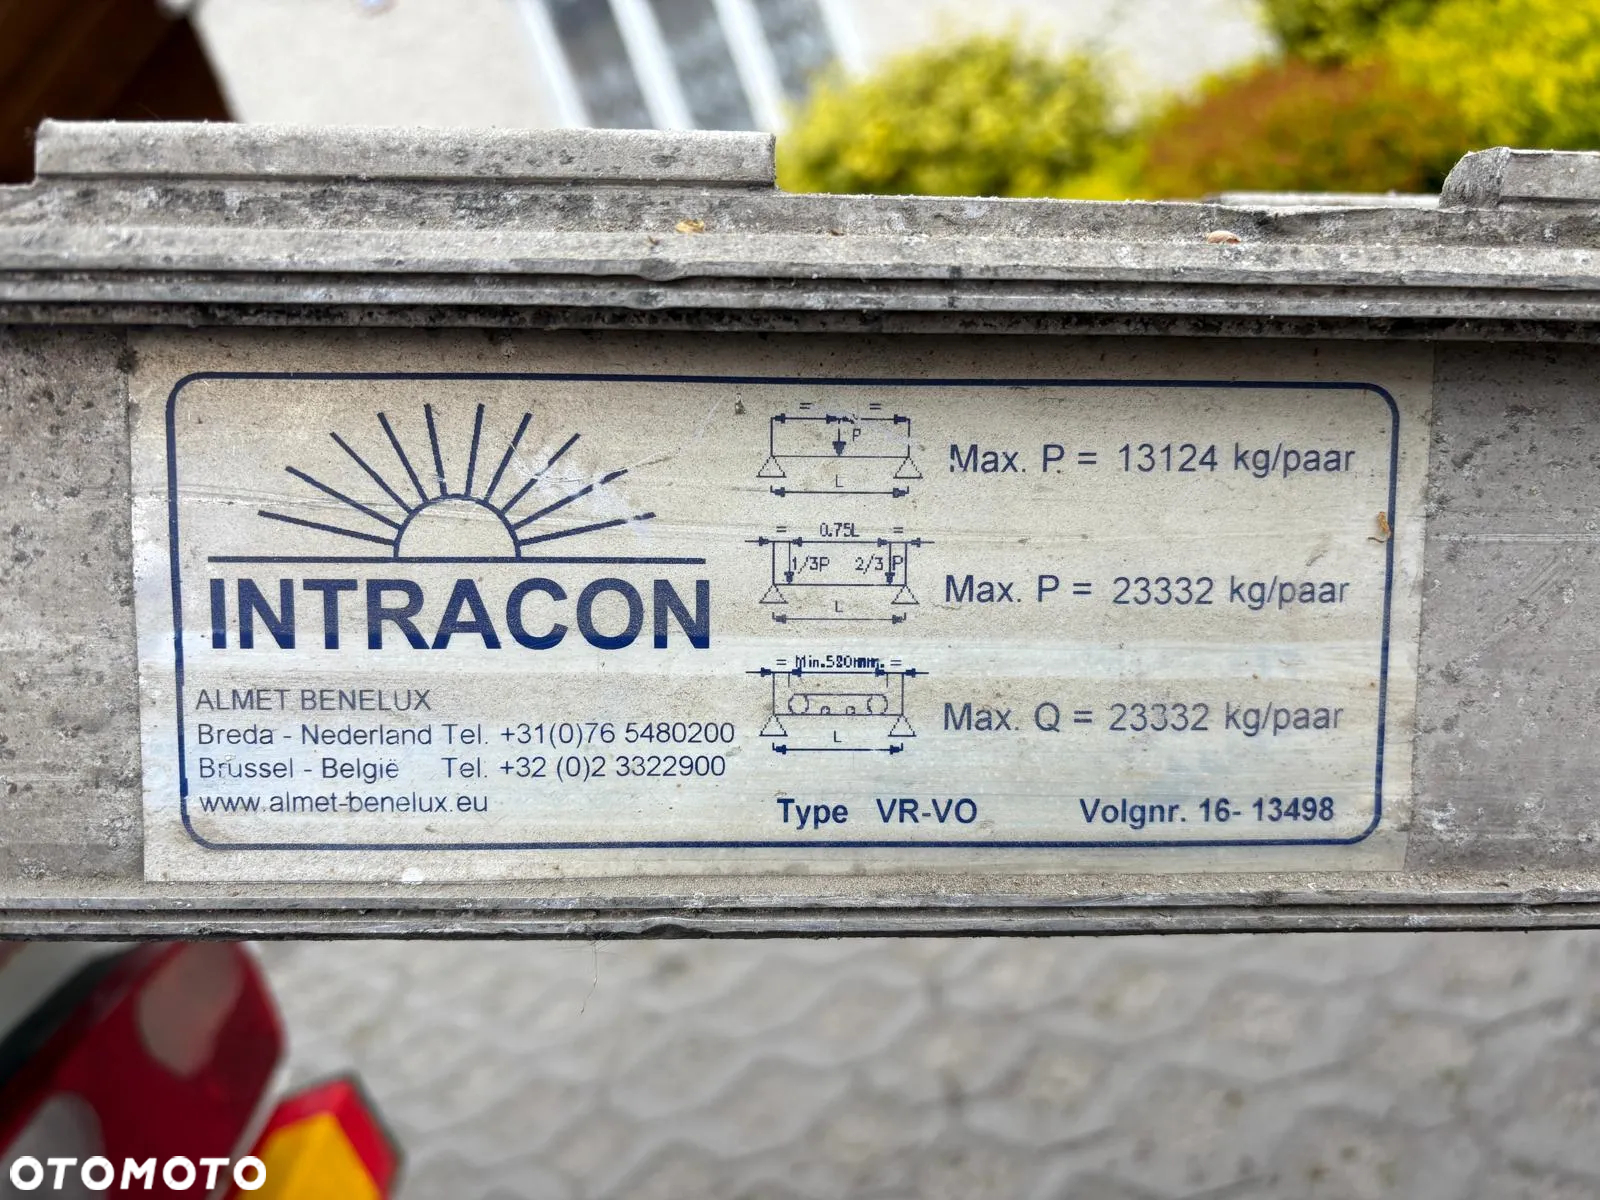 INTRACON
ALMET BENELUX
Breda - Nederland Tel. +31(0)76 5480200
Brussel - België Tel. +32 (0)2 3322900
www.almet-benelux.eu
= =
P
L
Max. P = 13124 kg/paar
= 0.75L =
1/3P 2/3 P
L
Max. P = 23332 kg/paar
= Min. mm. =
L
Max. Q = 23332 kg/paar
Type VR-VO Volgnr. 16- 13498
OTOMOTO